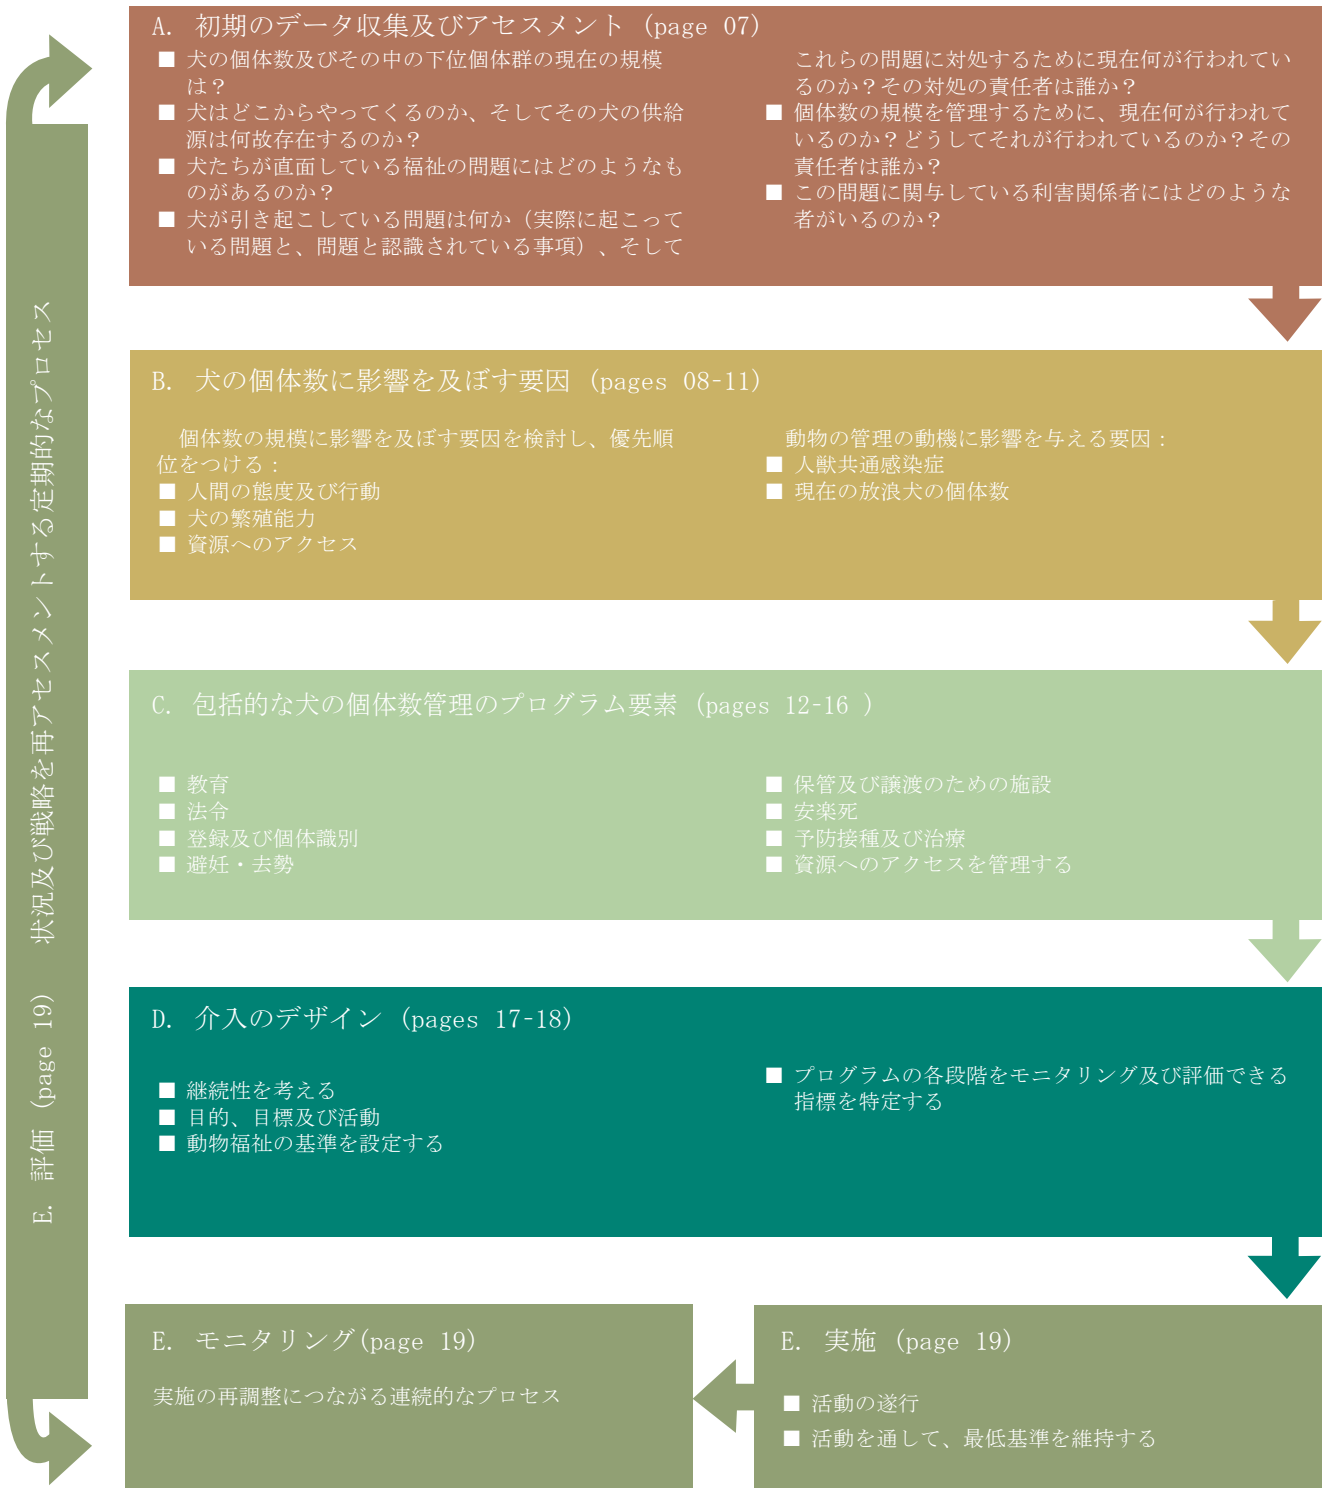 A. 初期のデータ収集及びアセスメント (page 07)
■ 犬の個体数及びその中の下位個体群の現在の規模
は？
■ 犬はどこからやってくるのか、そしてその犬の供給
源は何故存在するのか？
■ 犬たちが直面している福祉の問題にはどのようなも
のがあるのか？
■ 犬が引き起こしている問題は何か（実際に起こって
いる問題と、問題と認識されている事項）、そして
これらの問題に対処するために現在何が行われてい
るのか？その対処の責任者は誰か？
■ 個体数の規模を管理するために、現在何が行われて
いるのか？どうしてそれが行われているのか？その
責任者は誰か？
■ この問題に関与している利害関係者にはどのような
者がいるのか？
B. 犬の個体数に影響を及ぼす要因 (pages 08-11)
個体数の規模に影響を及ぼす要因を検討し、優先順
位をつける：
■ 人間の態度及び行動
■ 犬の繁殖能力
■ 資源へのアクセス
動物の管理の動機に影響を与える要因：
■ 人獣共通感染症
■ 現在の放浪犬の個体数
C. 包括的な犬の個体数管理のプログラム要素 (pages 12-16 )
■ 教育
■ 法令
■ 登録及び個体識別
■ 避妊・去勢
■ 保管及び譲渡のための施設
■ 安楽死
■ 予防接種及び治療
■ 資源へのアクセスを管理する
D. 介入のデザイン (pages 17-18)
■ 継続性を考える
■ 目的、目標及び活動
■ 動物福祉の基準を設定する
■ プログラムの各段階をモニタリング及び評価できる
指標を特定する
E. 実施 (page 19)
■ 活動の遂行
■ 活動を通して、最低基準を維持する
E. モニタリング(page 19)
実施の再調整につながる連続的なプロセス
E. 評価 (page 19) 状況及び戦略を再アセスメントする定期的なプロセス